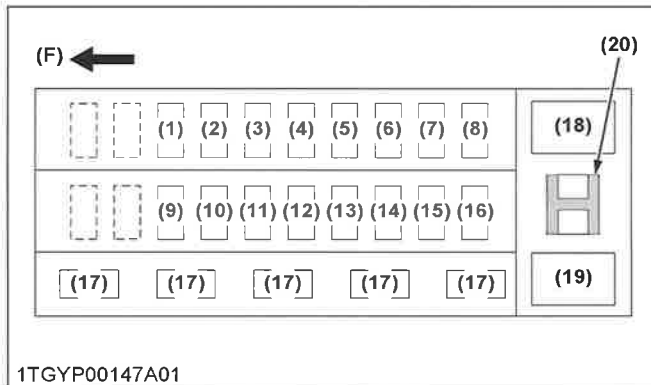 (F) (20)
(1) (2) (3) (4) (5) (6) (7) (8) (18)
(9) (10) (11) (12) (13) (14) (15) (16)
(17) (17) (17) (17) (17) (19)
1TGYP00147A01